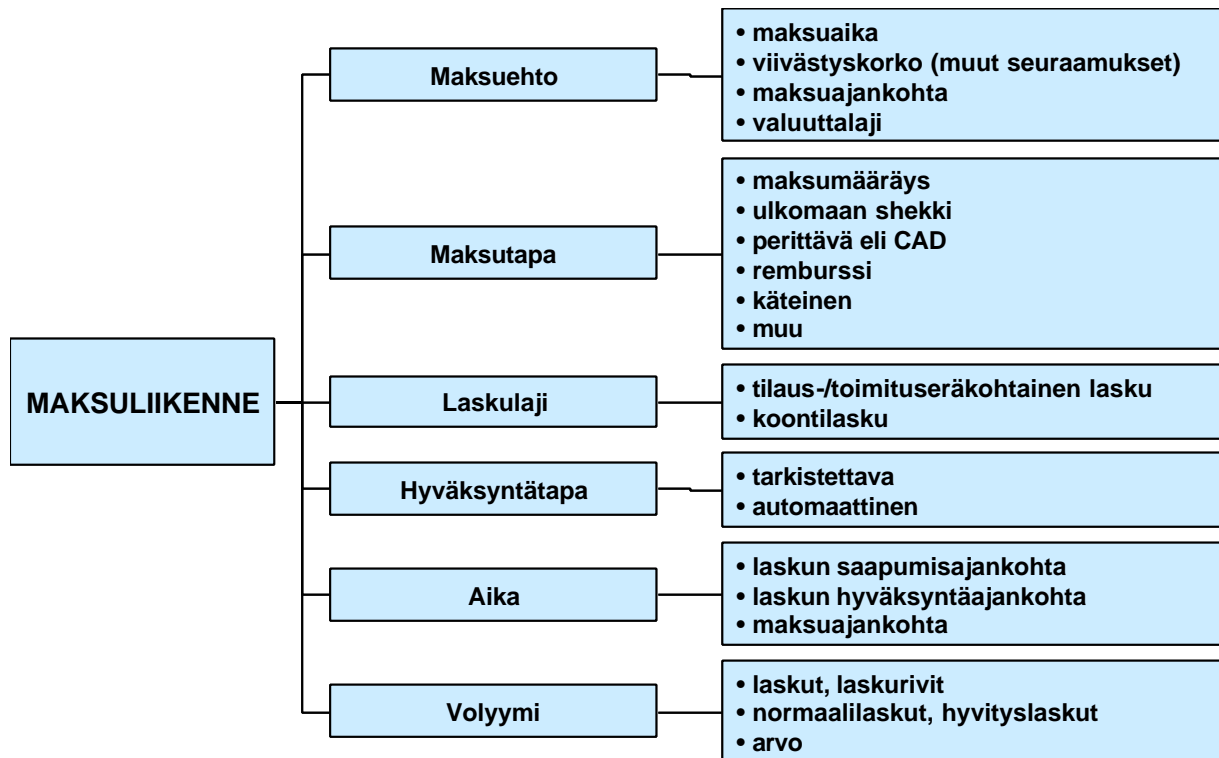 MAKSULIIKENNE
Maksuehto
• maksuaika
• viivästyskorko (muut seuraamukset)
• maksuajankohta
• valuuttalaji
Maksutapa
• maksumääräys
• ulkomaan shekki
• perittävä eli CAD
• remburssi
• käteinen
• muu
Laskulaji
• tilaus-/toimituseräkohtainen lasku
• koontilasku
Hyväksyntätapa
• tarkistettava
• automaattinen
Aika
• laskun saapumisajankohta
• laskun hyväksyntäajankohta
• maksuajankohta
Volyymi
• laskut, laskurivit
• normaalilaskut, hyvityslaskut
• arvo